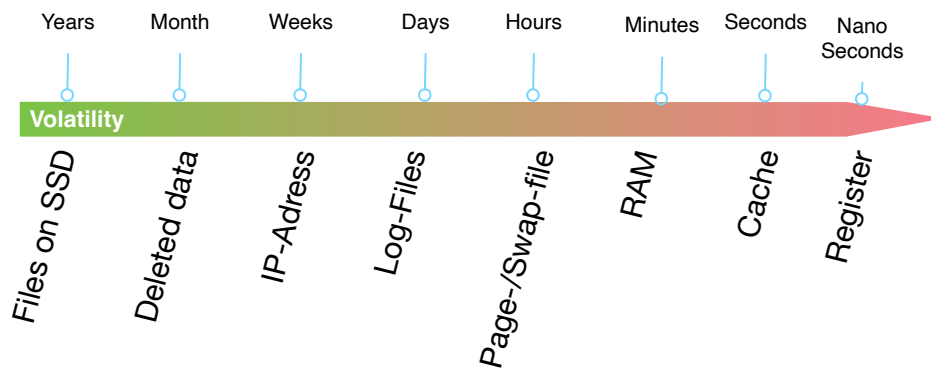 Years
Month
Weeks
Days
Hours
Minutes
Seconds
Nano
Seconds
Volatility
Files on SSD
Deleted data
IP-Adress
Log-Files
Page-/Swap-file
RAM
Cache
Register